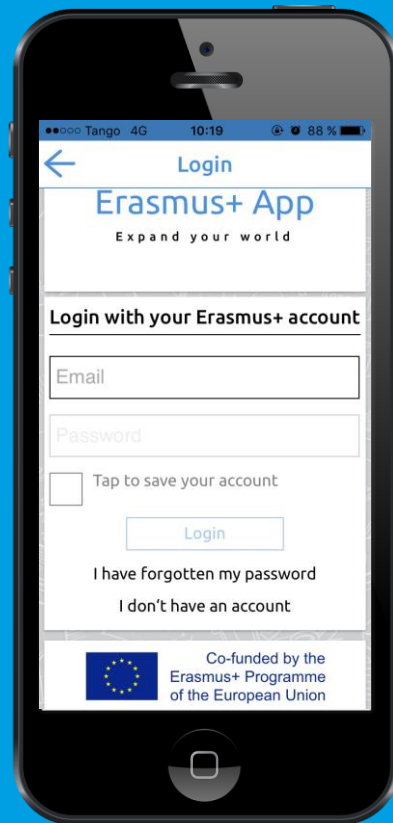 ●●○○○ Tango 4G 10:19 88 %
Login
Erasmus+ App
Expand your world
Login with your Erasmus+ account
Email
Password
Tap to save your account
Login
I have forgotten my password
I don't have an account
Co-funded by the
Erasmus+ Programme
of the European Union